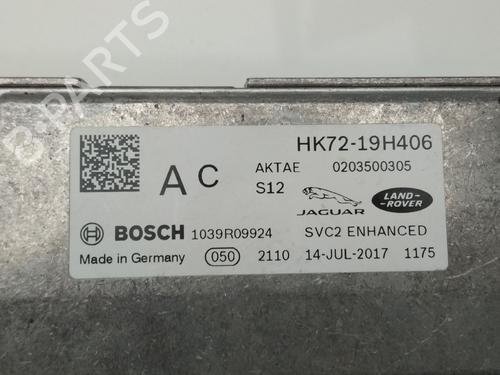 B-PARTS
HK72-19H406
A C
AKTAE 0203500305
S12
JAGUAR
LAND-
ROVER
BOSCH 1039R09924
SVC2 ENHANCED
Made in Germany 050 2110 14-JUL-2017 1175